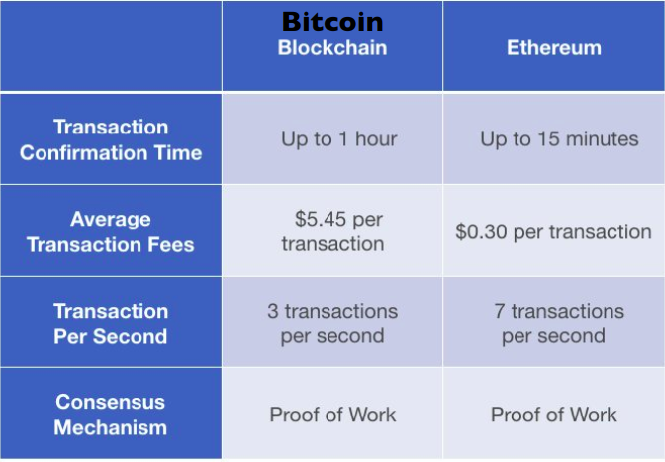 Bitcoin
Blockchain
Ethereum
Transaction
Confirmation Time
Up to 1 hour
Up to 15 minutes
Average
Transaction Fees
$5.45 per
transaction
$0.30 per transaction
Transaction
Per Second
3 transactions
per second
7 transactions
per second
Consensus
Mechanism
Proof of Work
Proof of Work